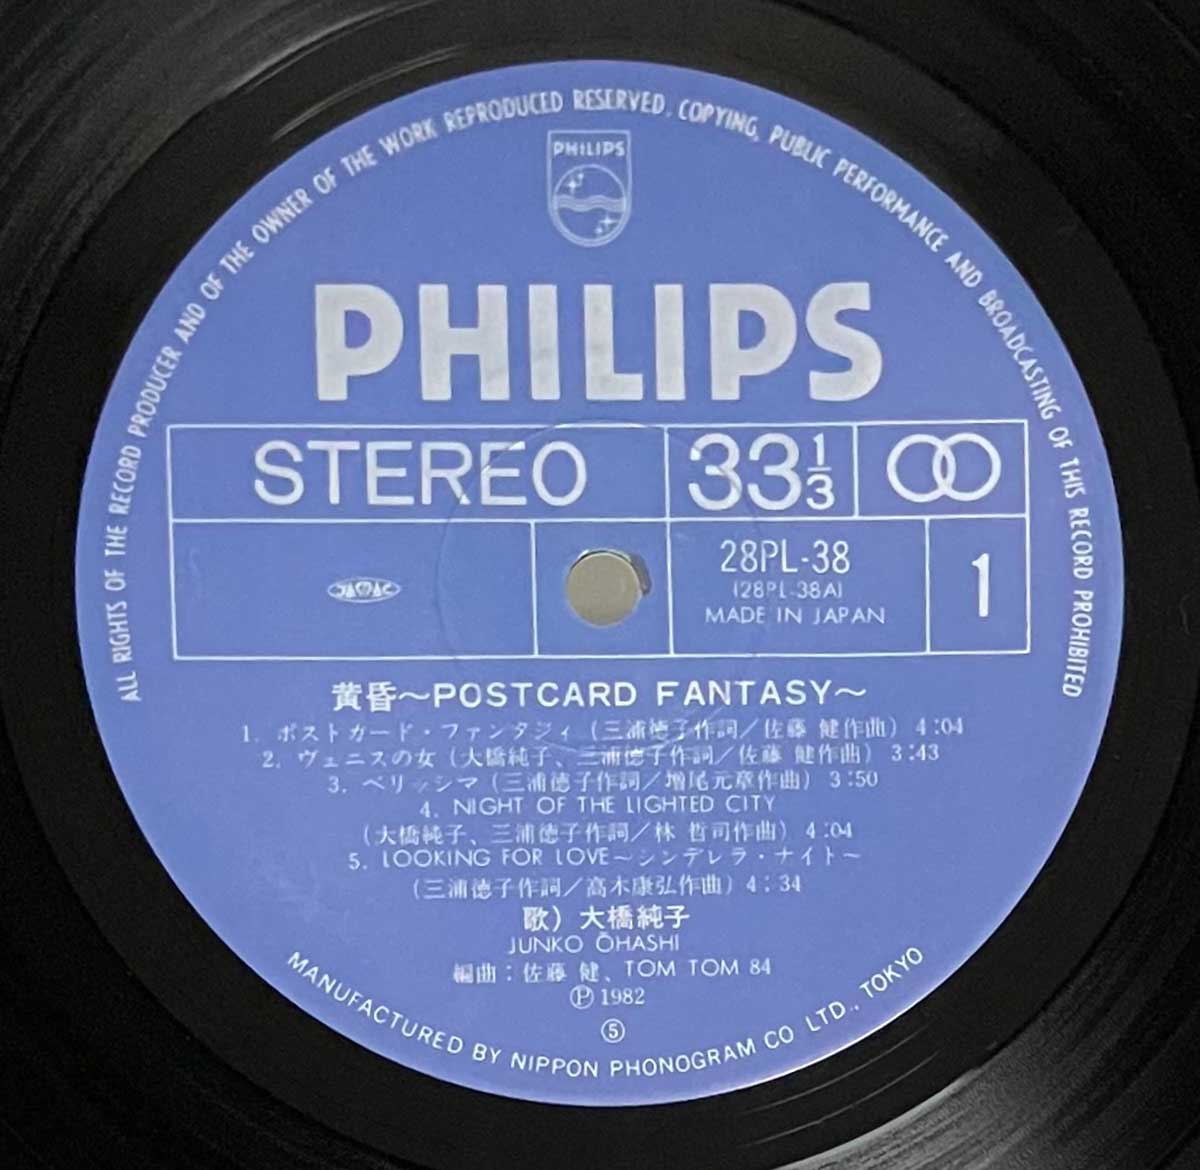 ALL RIGHTS OF THE RECORD PRODUCER AND OF THE OWNER OF THE WORK REPRODUCED RESERVED. COPYING, PUBLIC PERFORMANCE AND BROADCASTING OF THIS RECORD PROHIBITED
PHILIPS
PHILIPS
STEREO 33 1/3
JAMAC
28PL-38
(28PL-38A)
MADE IN JAPAN
1
黄昏〜POSTCARD FANTASY〜
1. ポストカード・ファンタジィ (三浦徳子作詞/佐藤 健作曲) 4:04
2. ヴェニスの女 (大橋純子、三浦徳子作詞/佐藤 健作曲) 3:43
3. ベリッシマ (三浦徳子作詞/増尾元章作曲) 3:50
4. NIGHT OF THE LIGHTED CITY
(大橋純子、三浦徳子作詞/林 哲司作曲) 4:04
5. LOOKING FOR LOVE〜シンデレラ・ナイト〜
(三浦徳子作詞/高木康弘作曲) 4:34
歌) 大橋純子
JUNKO OHASHI
編曲:佐藤 健、TOM TOM 84
Ⓟ 1982
⑤
MANUFACTURED BY NIPPON PHONOGRAM CO LTD., TOKYO